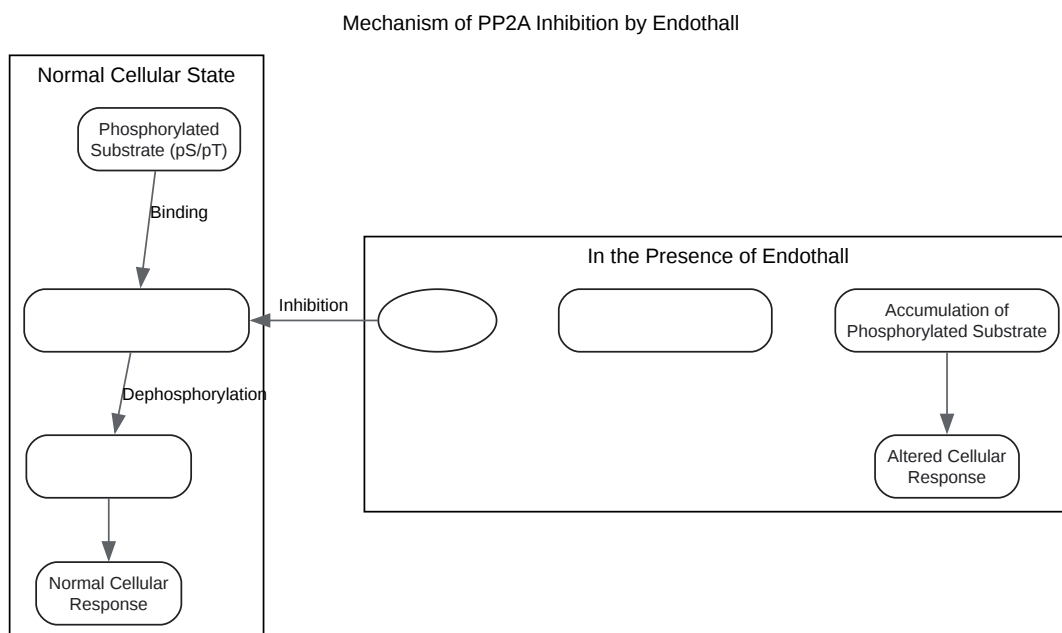 Mechanism of PP2A Inhibition by Endothall
Normal Cellular State
Phosphorylated
Substrate (pS/pT)
Binding
Dephosphorylation
Normal Cellular
Response
Inhibition
In the Presence of Endothall
Accumulation of
Phosphorylated Substrate
Altered Cellular
Response